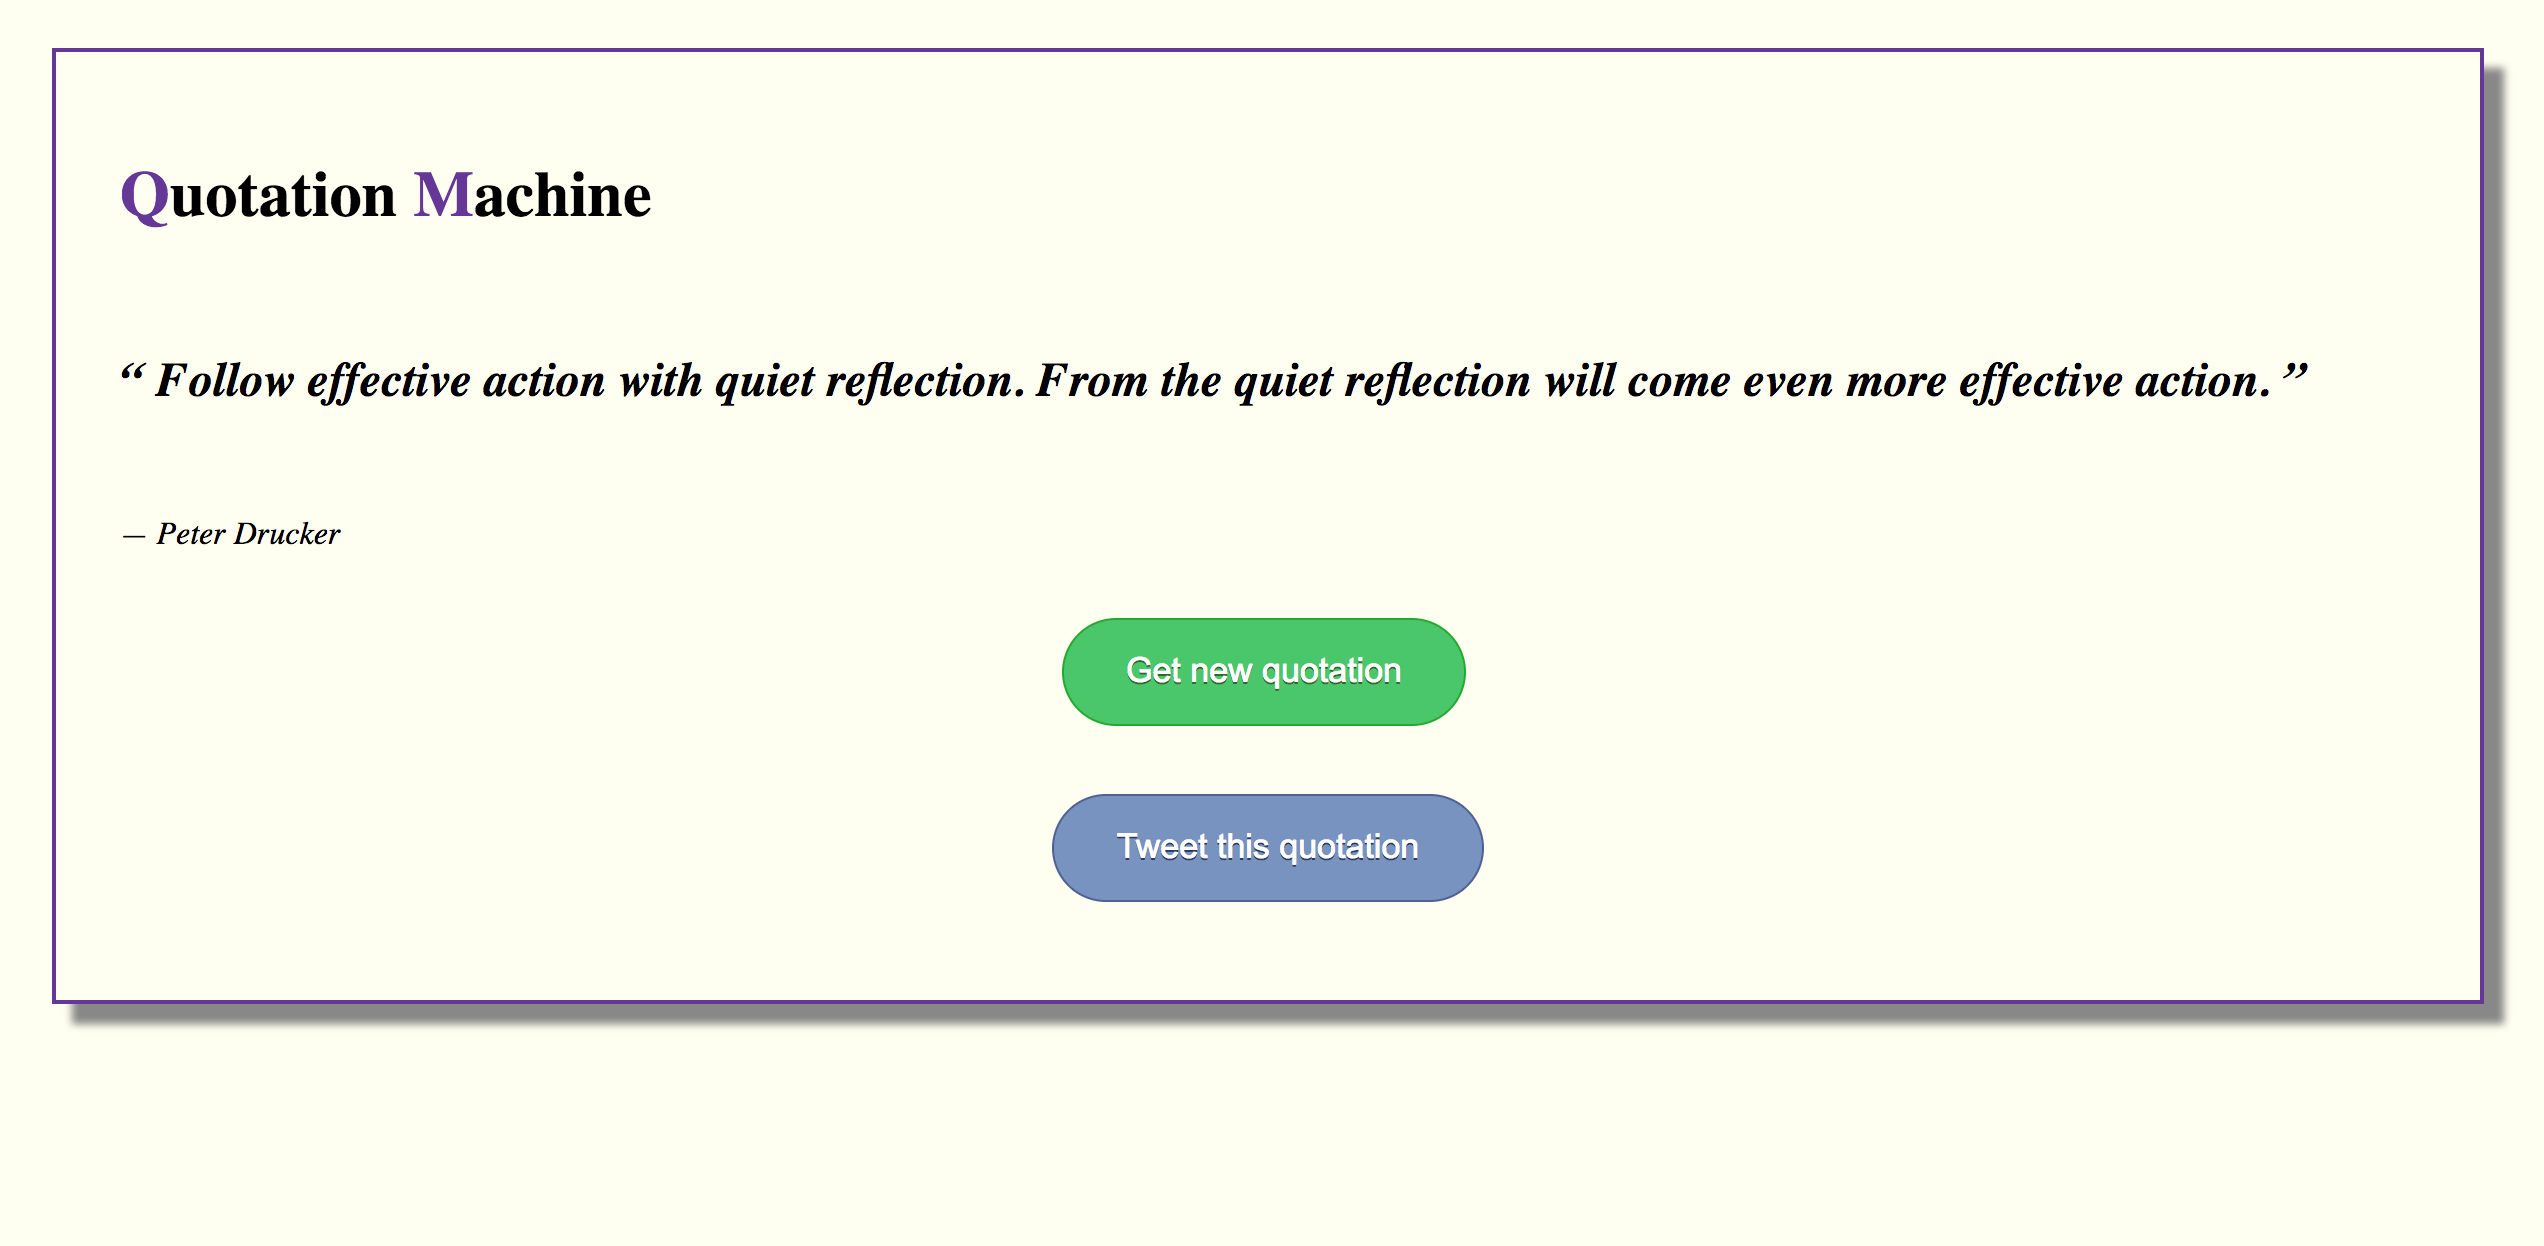 Quotation Machine
“ Follow effective action with quiet reflection. From the quiet reflection will come even more effective action. ”
— Peter Drucker
Get new quotation
Tweet this quotation